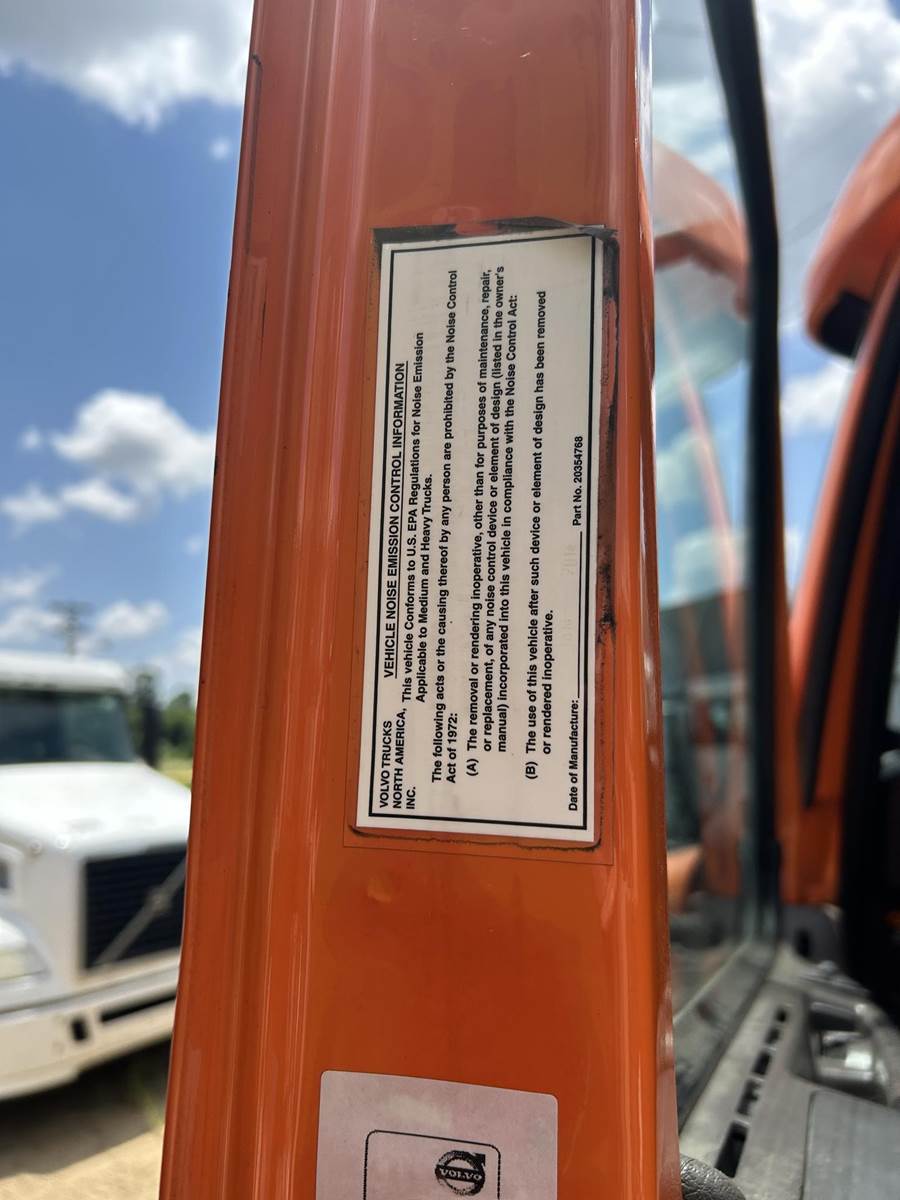 VOLVO TRUCKS
NORTH AMERICA,
INC.
VEHICLE NOISE EMISSION CONTROL INFORMATION
This vehicle Conforms to U.S. EPA Regulations for Noise Emission
Applicable to Medium and Heavy Trucks.
The following acts or the causing thereof by any person are prohibited by the Noise Control
Act of 1972:
(A) The removal or rendering inoperative, other than for purposes of maintenance, repair,
or replacement, of any noise control device or element of design (listed in the owner's
manual) incorporated into this vehicle in compliance with the Noise Control Act:
(B) The use of this vehicle after such device or element of design has been removed
or rendered inoperative.
Date of Manufacture: Part No. 20354768
VOLVO